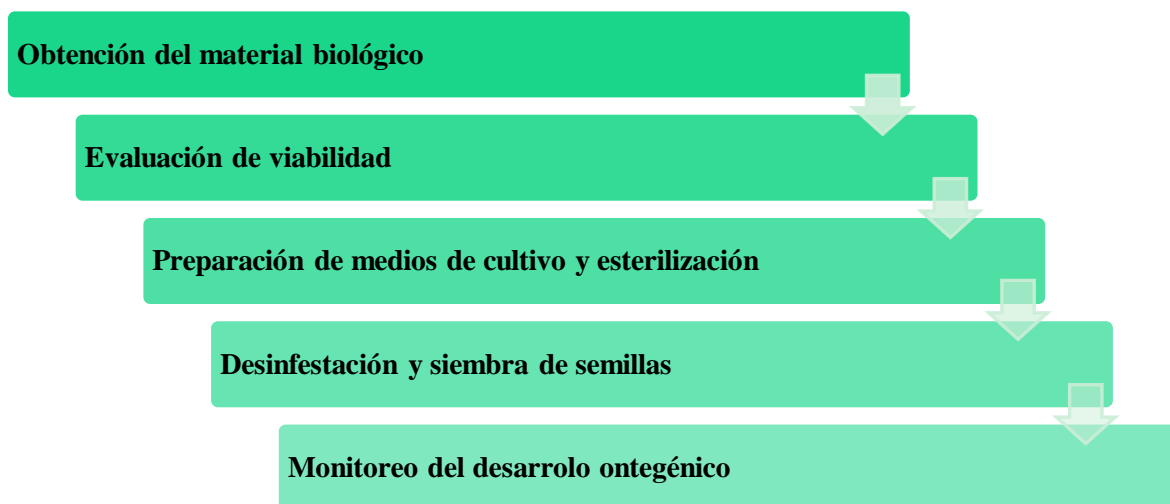 Obtención del material biológico
Evaluación de viabilidad
Preparación de medios de cultivo y esterilización
Desinfestación y siembra de semillas
Monitoreo del desarrolo ontegénico